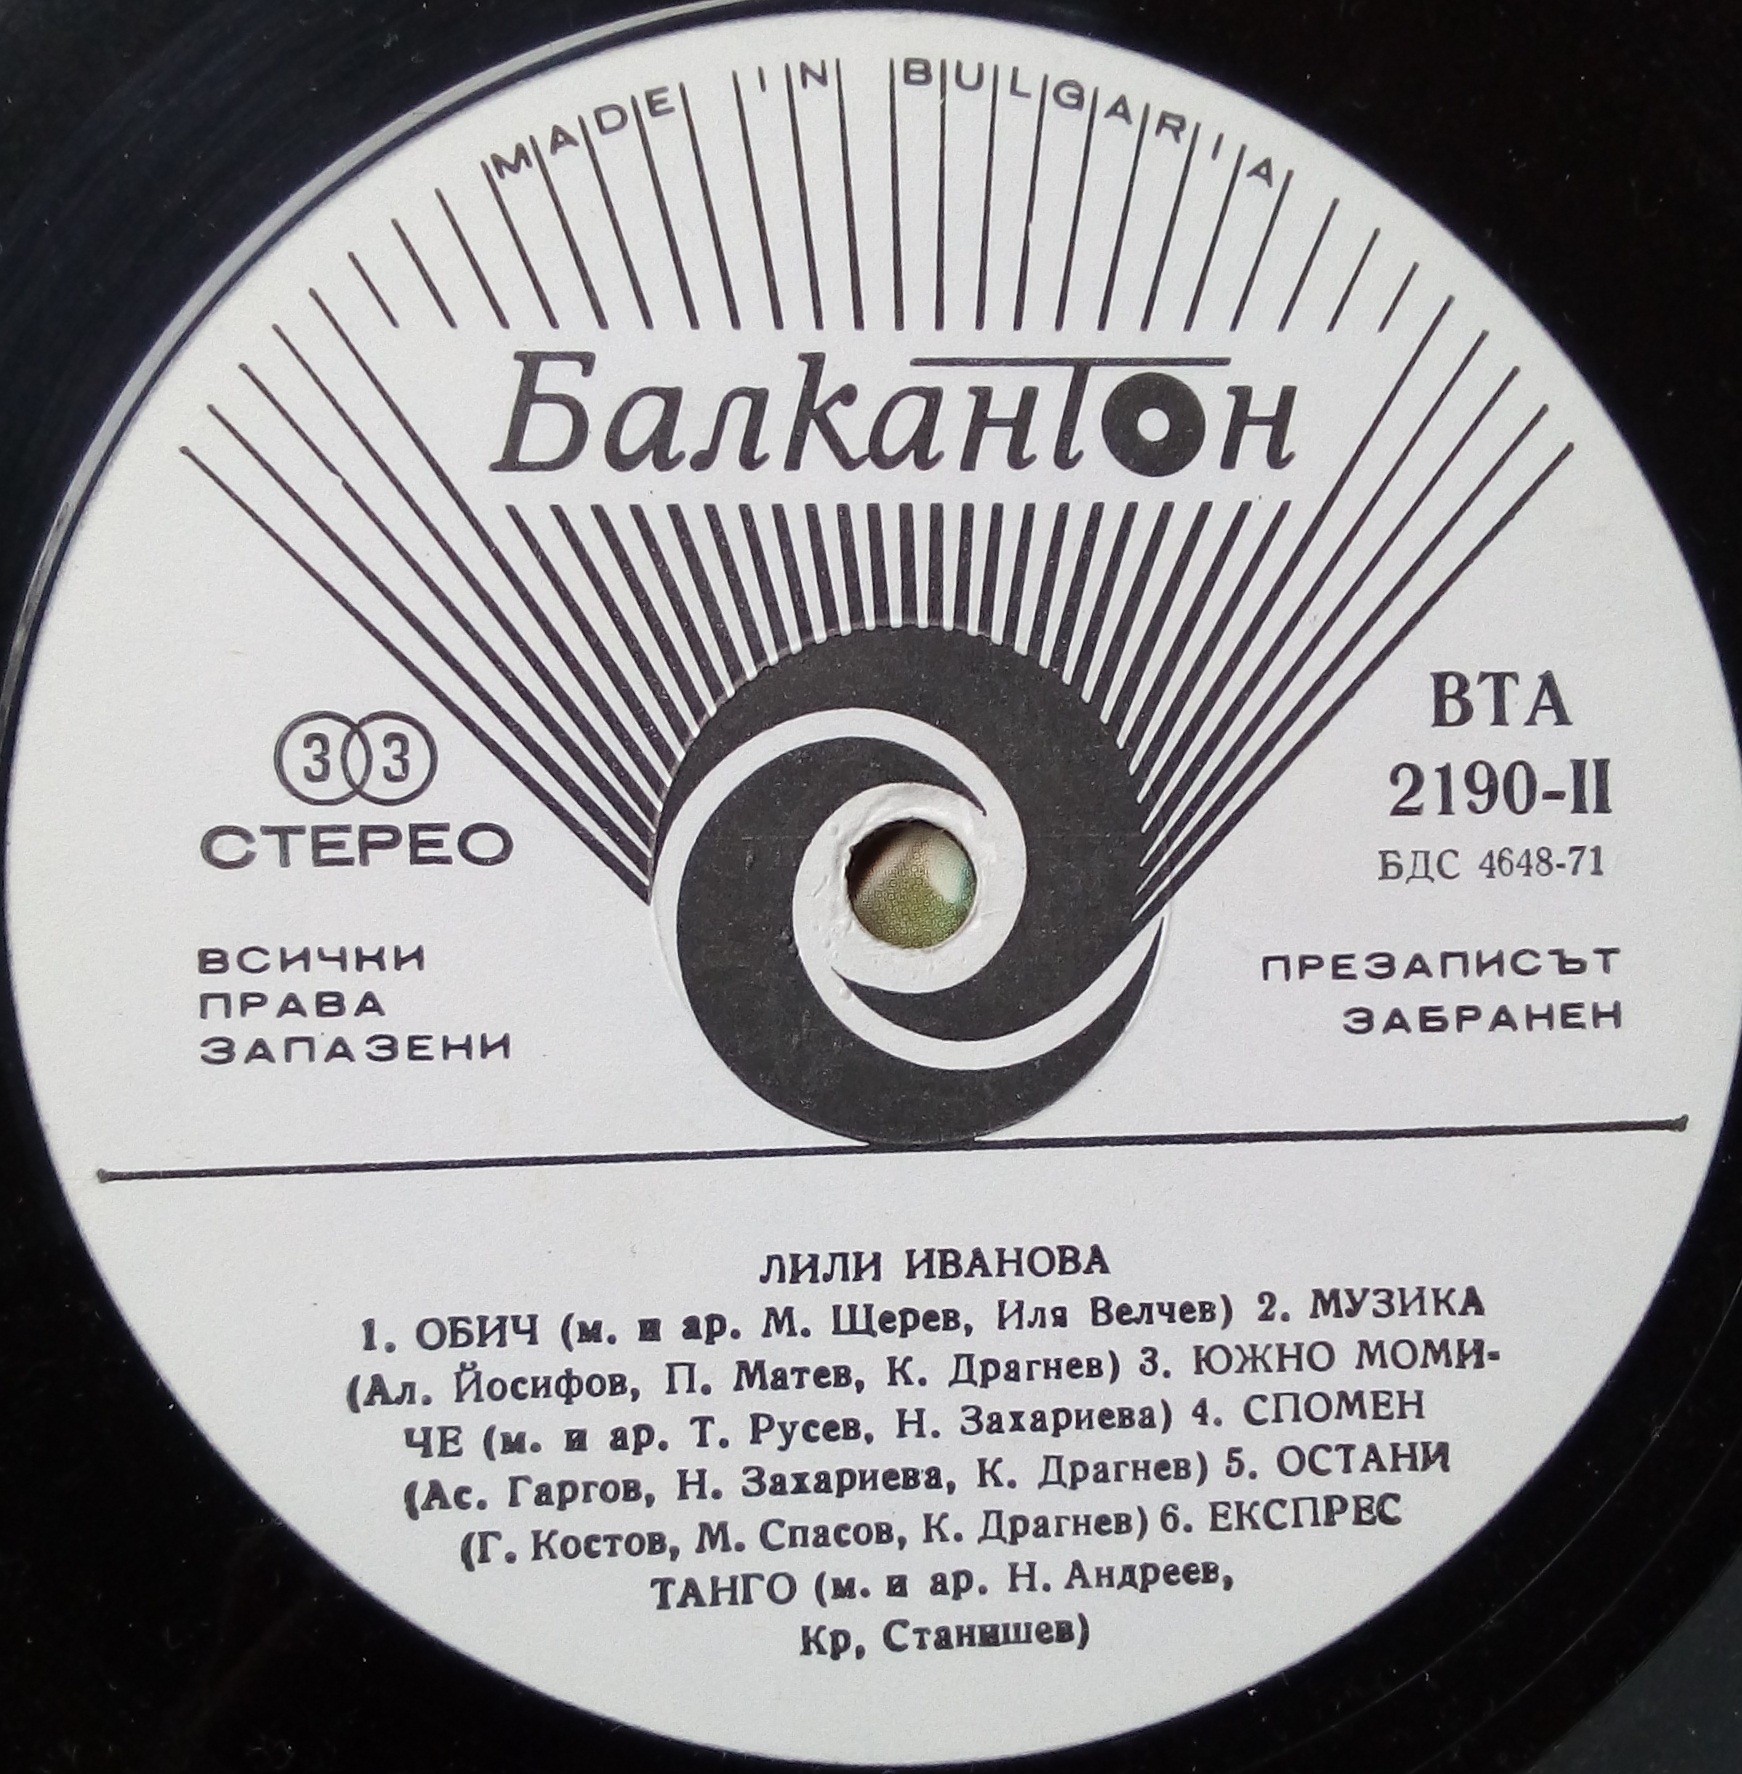 MADE IN BULGARIA
Балкантон
33
СТЕРЕО
ВТА
2190-II
БДС 4648-71
ВСИЧКИ
ПРАВА
ЗАПАЗЕНИ
ПРЕЗАПИСЪТ
ЗАБРАНЕН
ЛИЛИ ИВАНОВА
1. ОБИЧ (м. и ар. М. Щерев, Иля Велчев) 2. МУЗИКА
(Ал. Йосифов, П. Матев, К. Драгнев) 3. ЮЖНО МОМИ-
ЧЕ (м. и ар. Т. Русев, Н. Захариева) 4. СПОМЕН
(Ас. Гаргов, Н. Захариева, К. Драгнев) 5. ОСТАНИ
(Г. Костов, М. Спасов, К. Драгнев) 6. ЕКСПРЕС
ТАНГО (м. и ар. Н. Андреев,
Кр, Станишев)